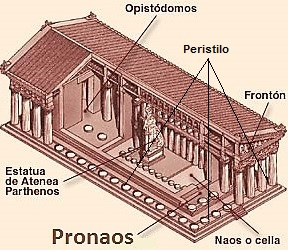 Opistódomos
Peristilo
Frontón
Estatua
de Atenea
Parthenos
Pronaos
Naos o cella